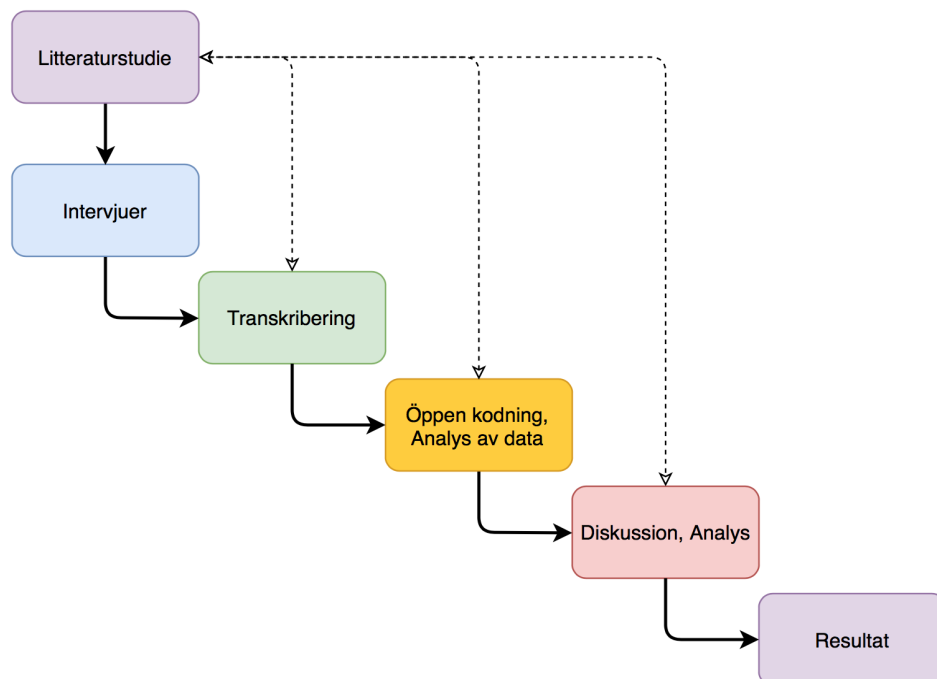 Litteraturstudie
Intervjuer
Transkribering
Öppen kodning,
Analys av data
Diskussion, Analys
Resultat